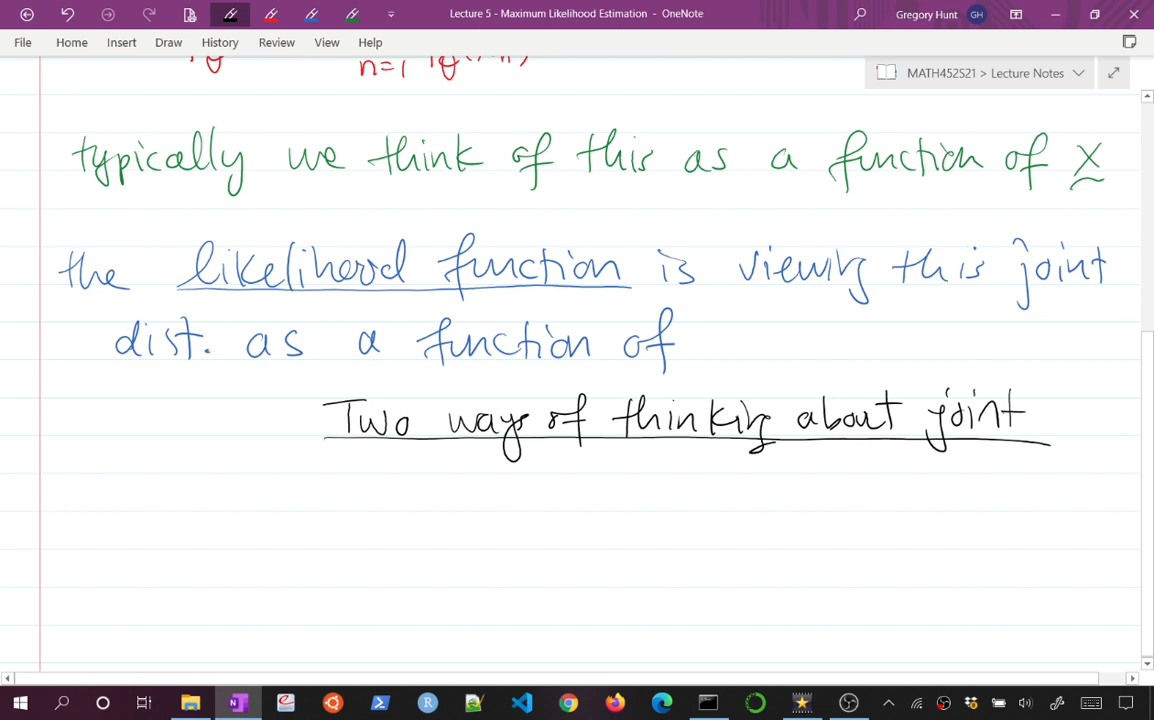 Lecture 5 - Maximum Likelihood Estimation - OneNote
Gregory Hunt
GH
File Home Insert Draw History Review View Help
MATH452S21 > Lecture Notes
n=1
typically we think of this as a function of x
the likelihood function is viewing this joint
dist. as a function of
Two ways of thinking about joint